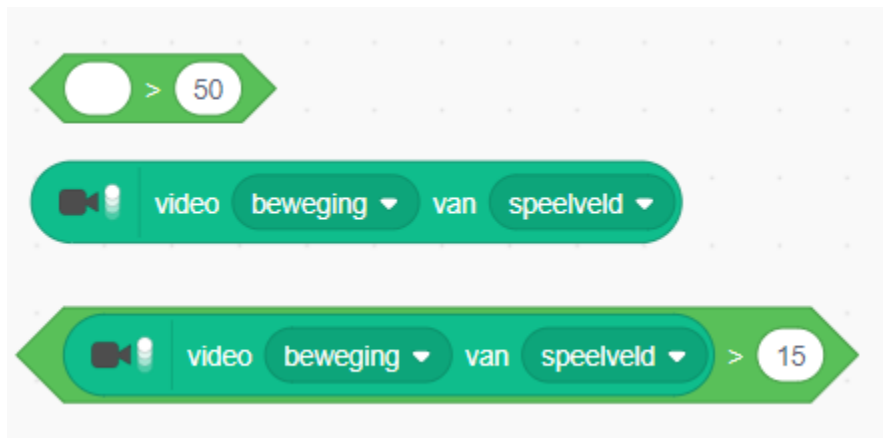 > 50
video beweging van speelveld
video beweging van speelveld > 15